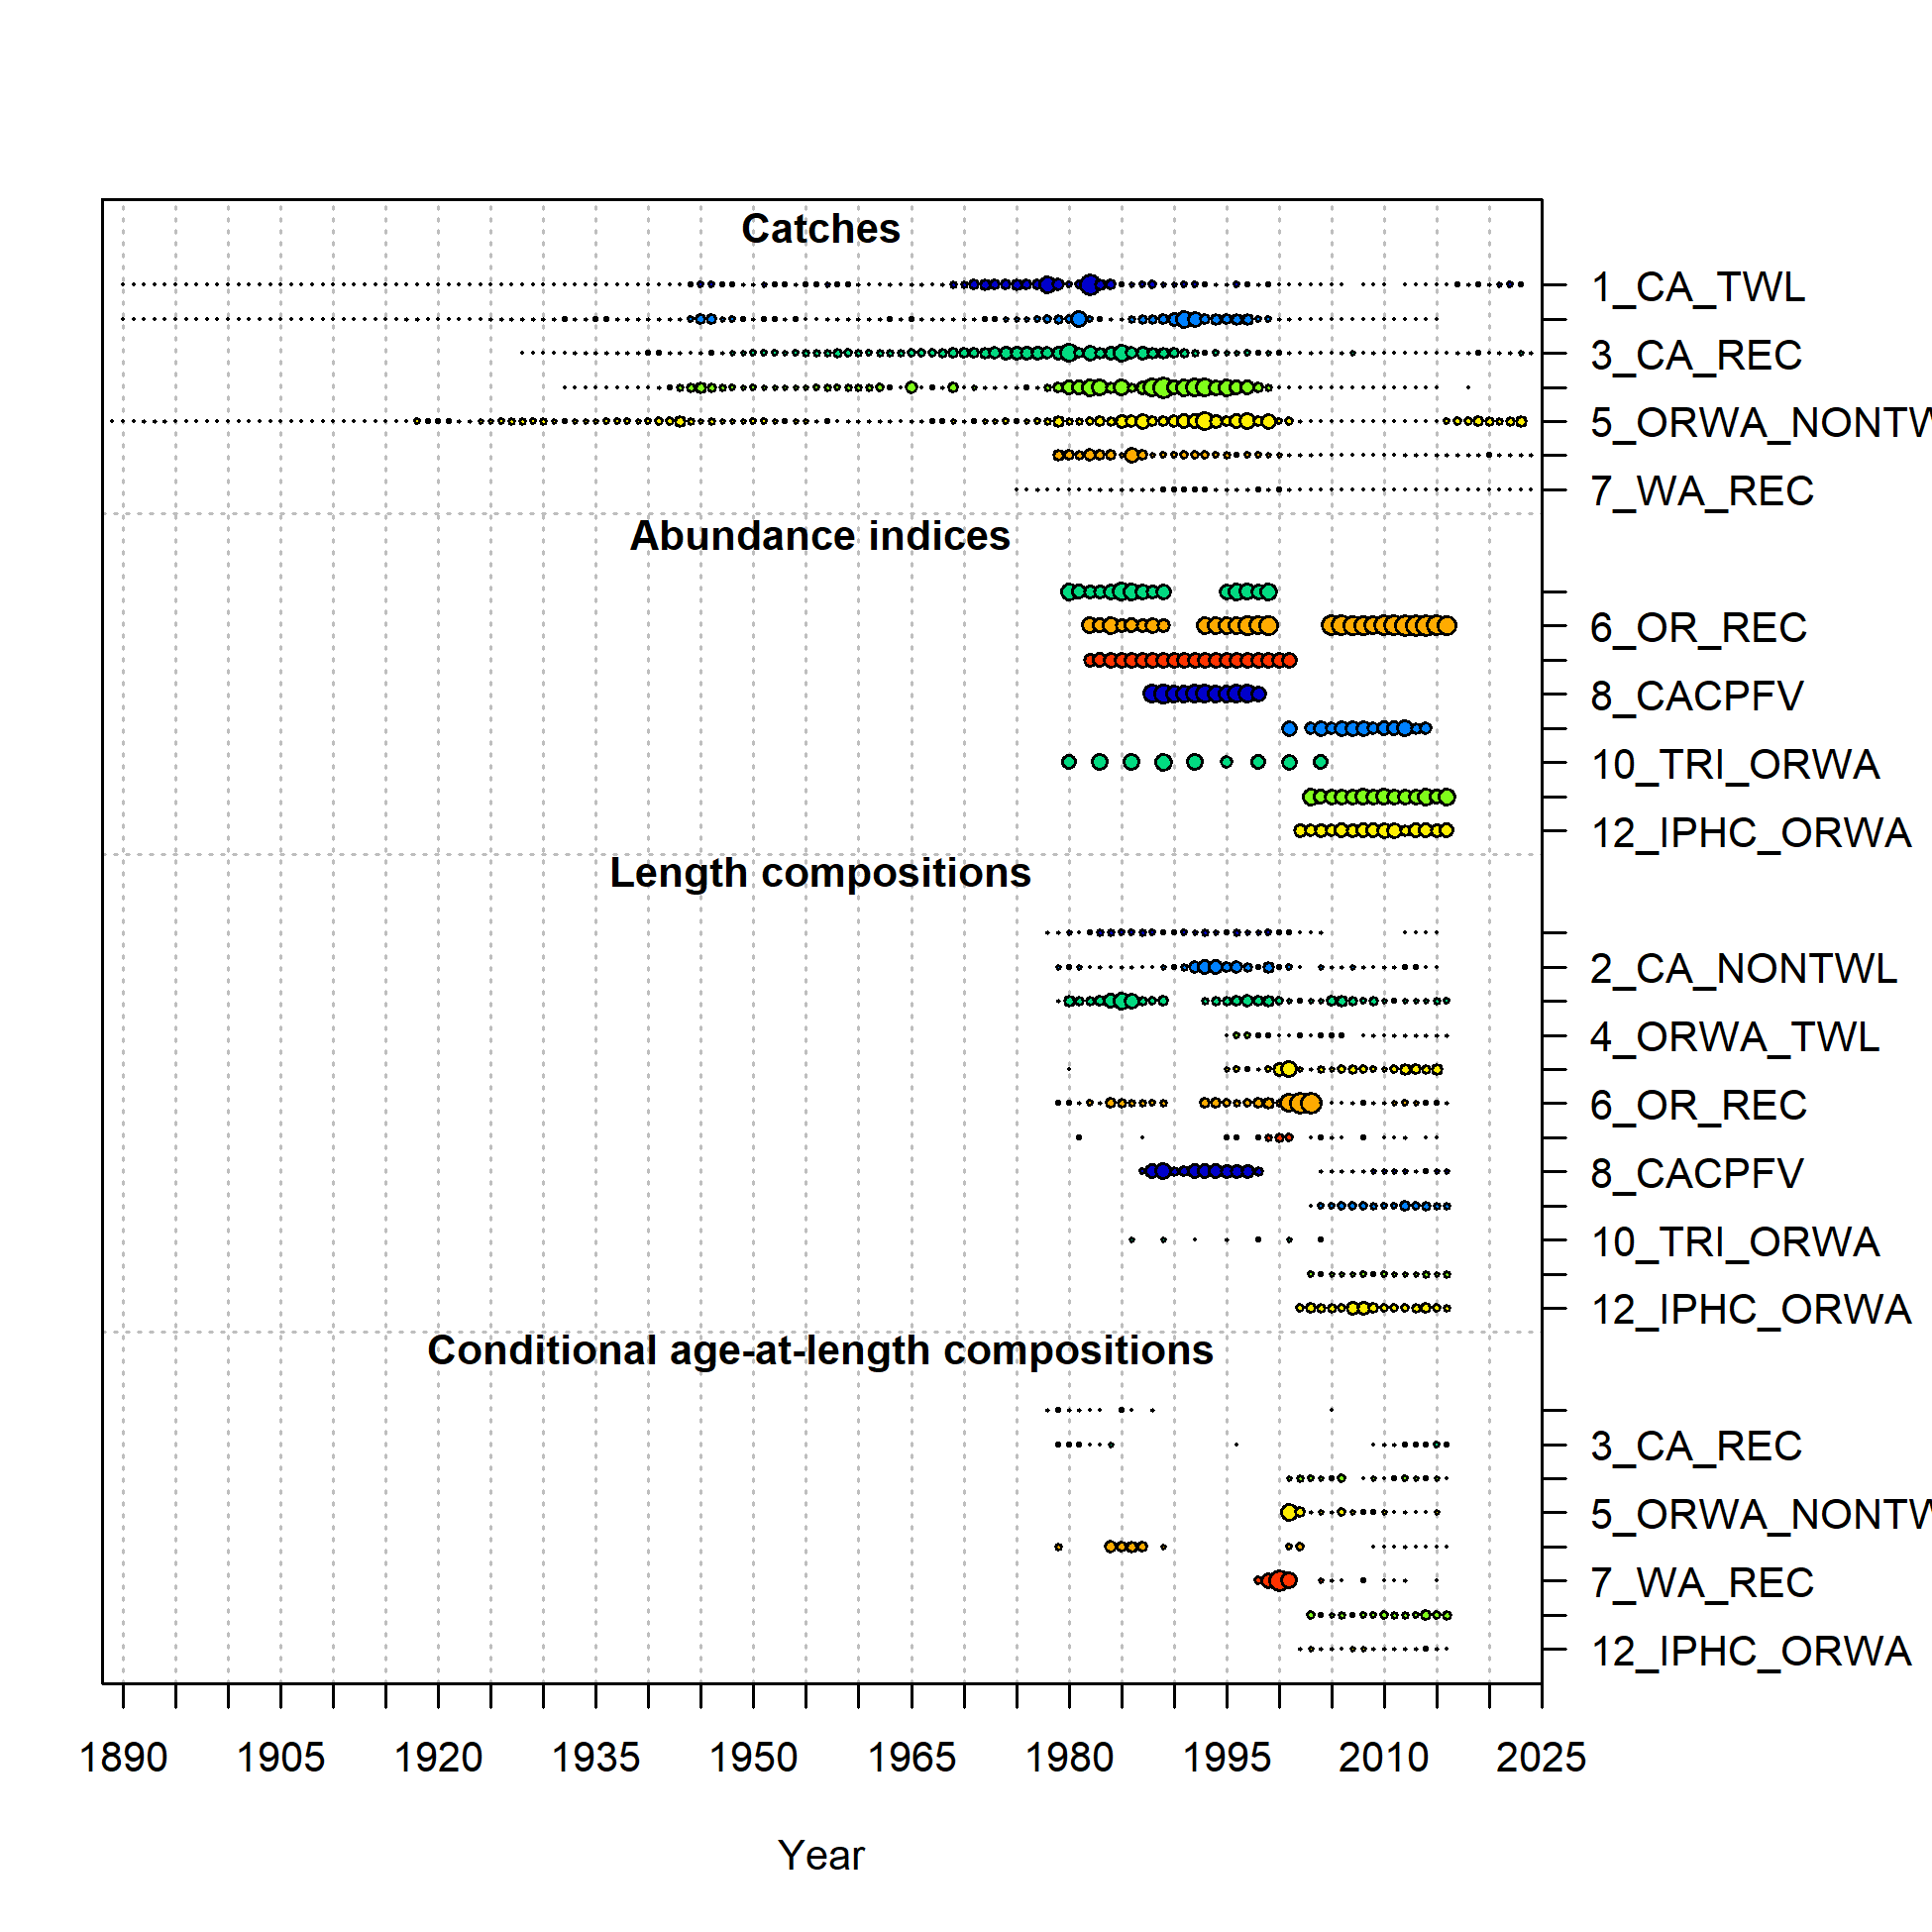 Catches
1_CA_TWL
3_CA_REC
5_ORWA_NONTW
7_WA_REC
Abundance indices
6_OR_REC
8_CACPFV
10_TRI_ORWA
12_IPHC_ORWA
Length compositions
2_CA_NONTWL
4_ORWA_TWL
6_OR_REC
8_CACPFV
10_TRI_ORWA
12_IPHC_ORWA
Conditional age-at-length compositions
3_CA_REC
5_ORWA_NONTW
7_WA_REC
12_IPHC_ORWA
1890 1905 1920 1935 1950 1965 1980 1995 2010 2025
Year